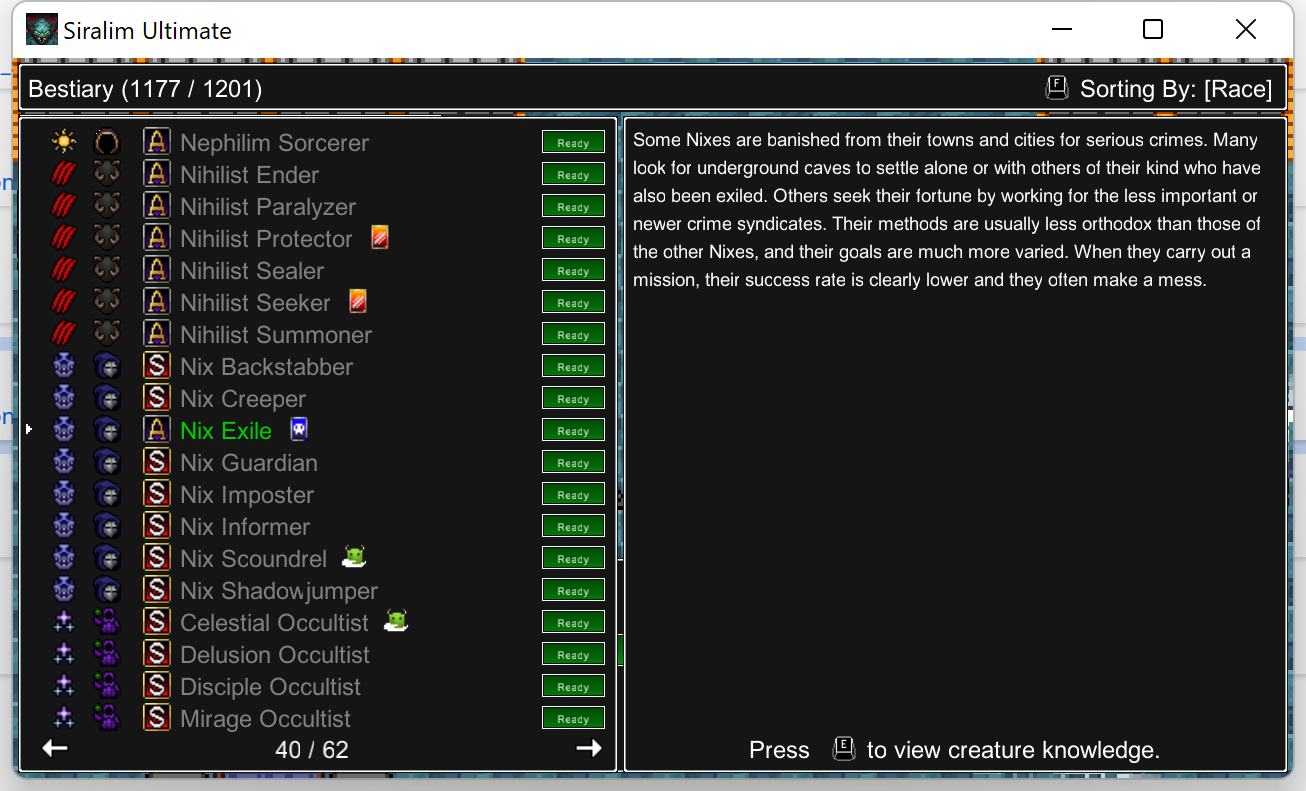 Siralim Ultimate
Bestiary (1177 / 1201)
F Sorting By: [Race]
A Nephilim Sorcerer Ready
A Nihilist Ender Ready
A Nihilist Paralyzer Ready
A Nihilist Protector Ready
A Nihilist Sealer Ready
A Nihilist Seeker Ready
A Nihilist Summoner Ready
S Nix Backstabber Ready
S Nix Creeper Ready
A Nix Exile Ready
S Nix Guardian Ready
S Nix Imposter Ready
S Nix Informer Ready
S Nix Scoundrel Ready
S Nix Shadowjumper Ready
S Celestial Occultist Ready
S Delusion Occultist Ready
S Disciple Occultist Ready
S Mirage Occultist Ready
40 / 62
Some Nixes are banished from their towns and cities for serious crimes. Many
look for underground caves to settle alone or with others of their kind who have
also been exiled. Others seek their fortune by working for the less important or
newer crime syndicates. Their methods are usually less orthodox than those of
the other Nixes, and their goals are much more varied. When they carry out a
mission, their success rate is clearly lower and they often make a mess.
Press E to view creature knowledge.